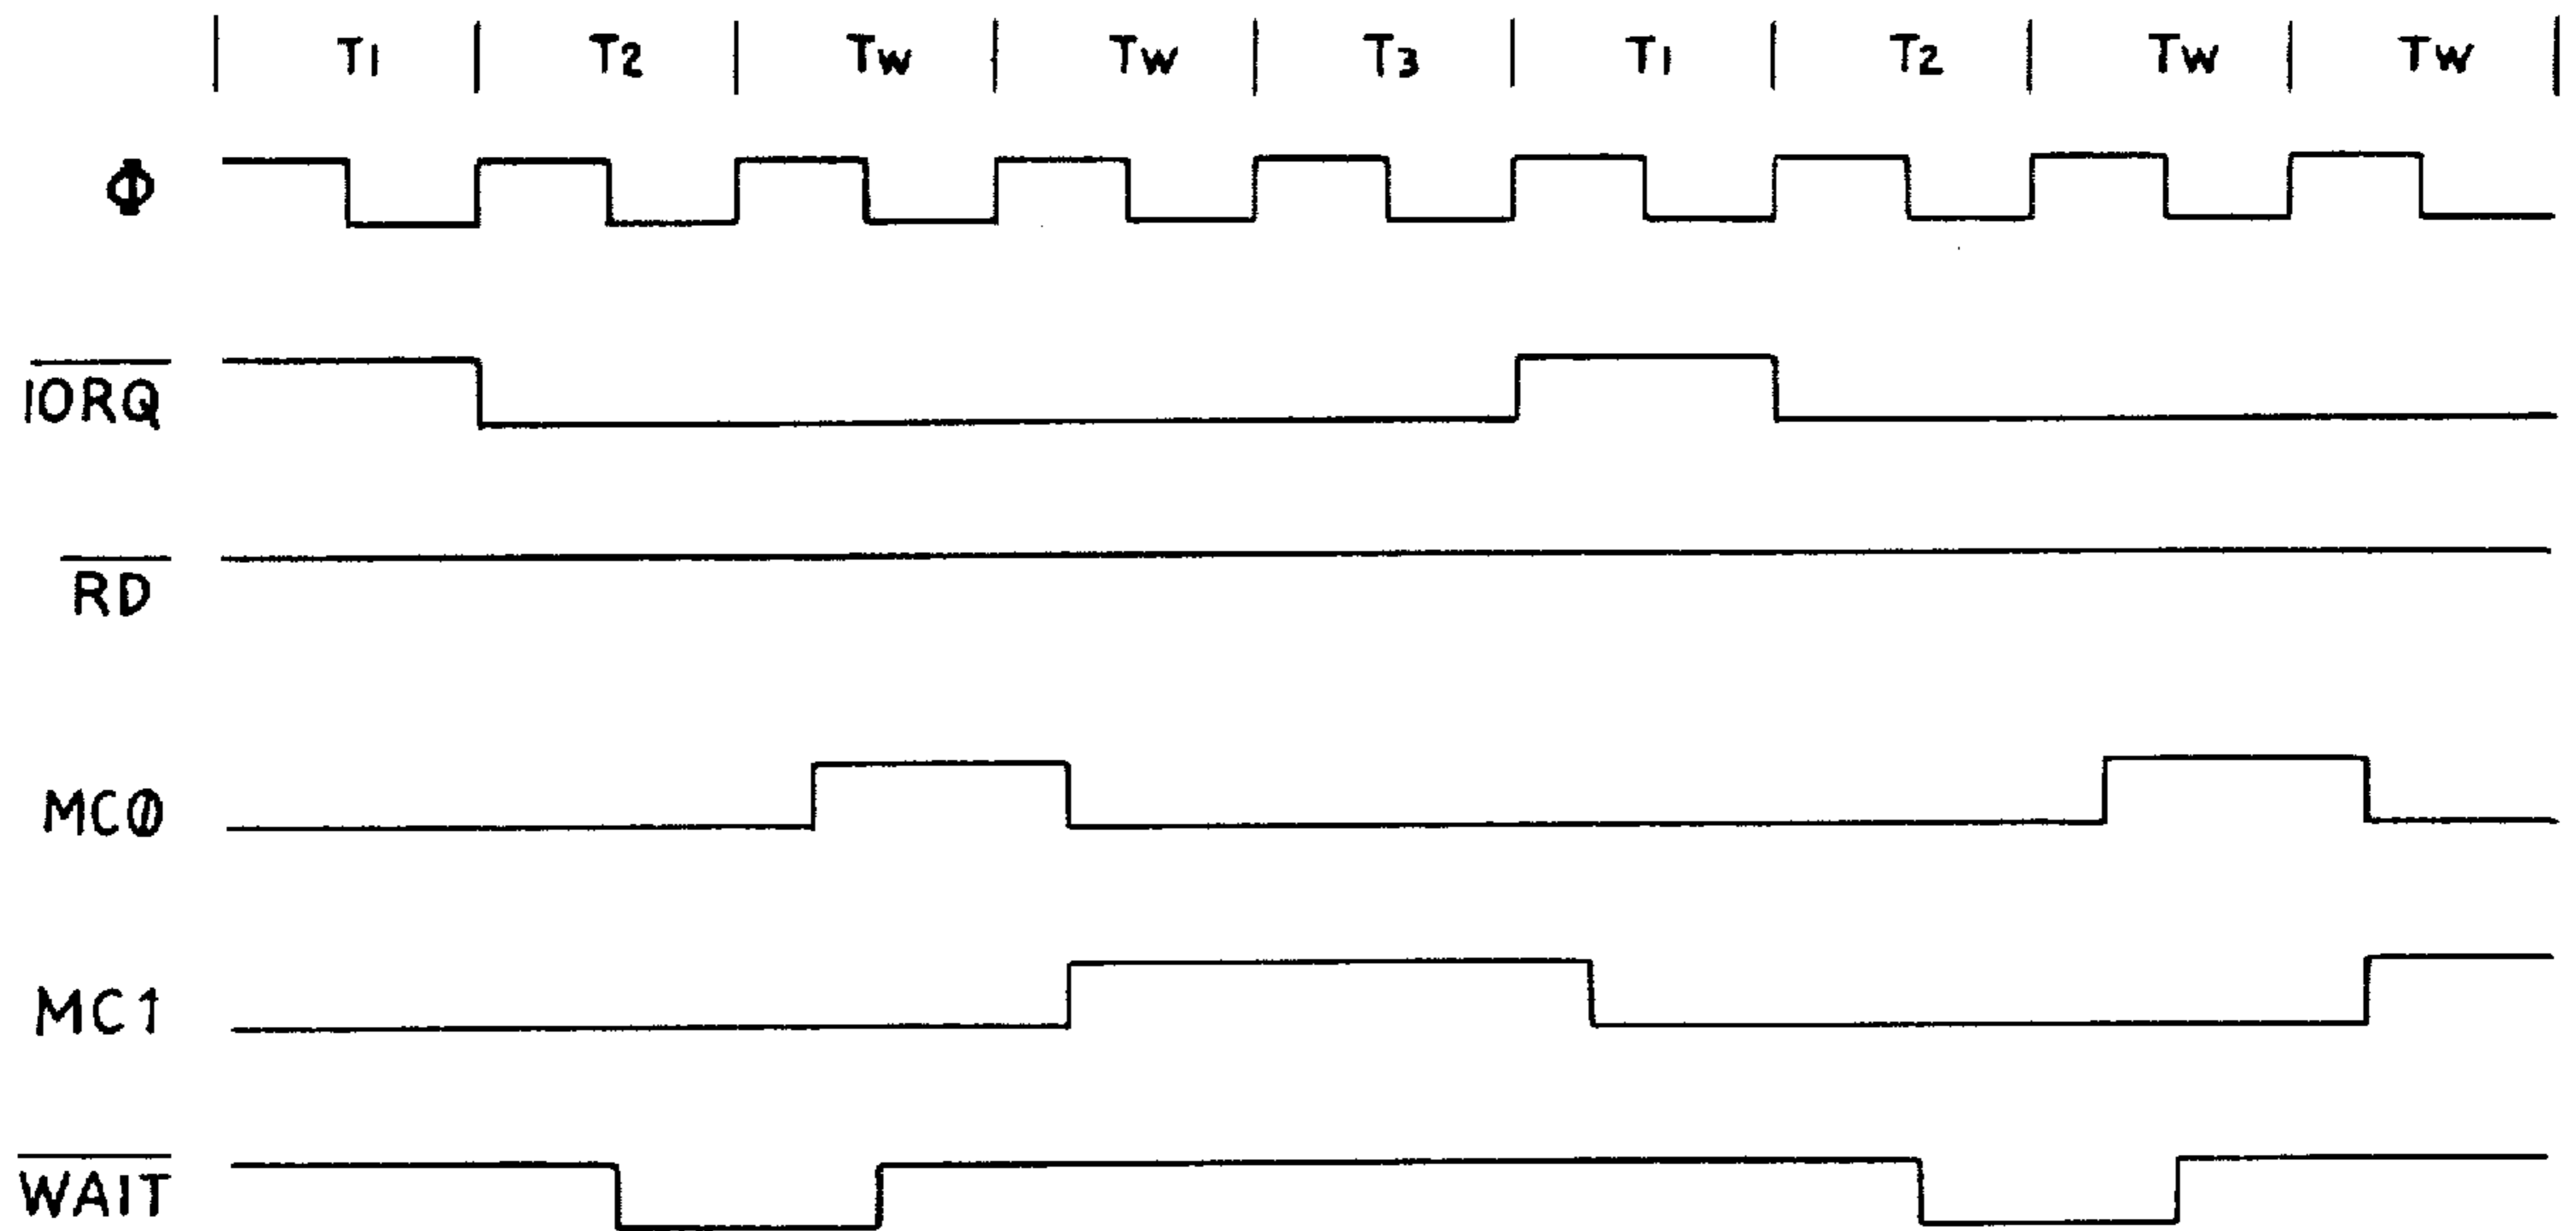 T1 T2 TW TW T3 T1 T2 TW TW
Φ
IORQ
RD
MC0
MC1
WAIT